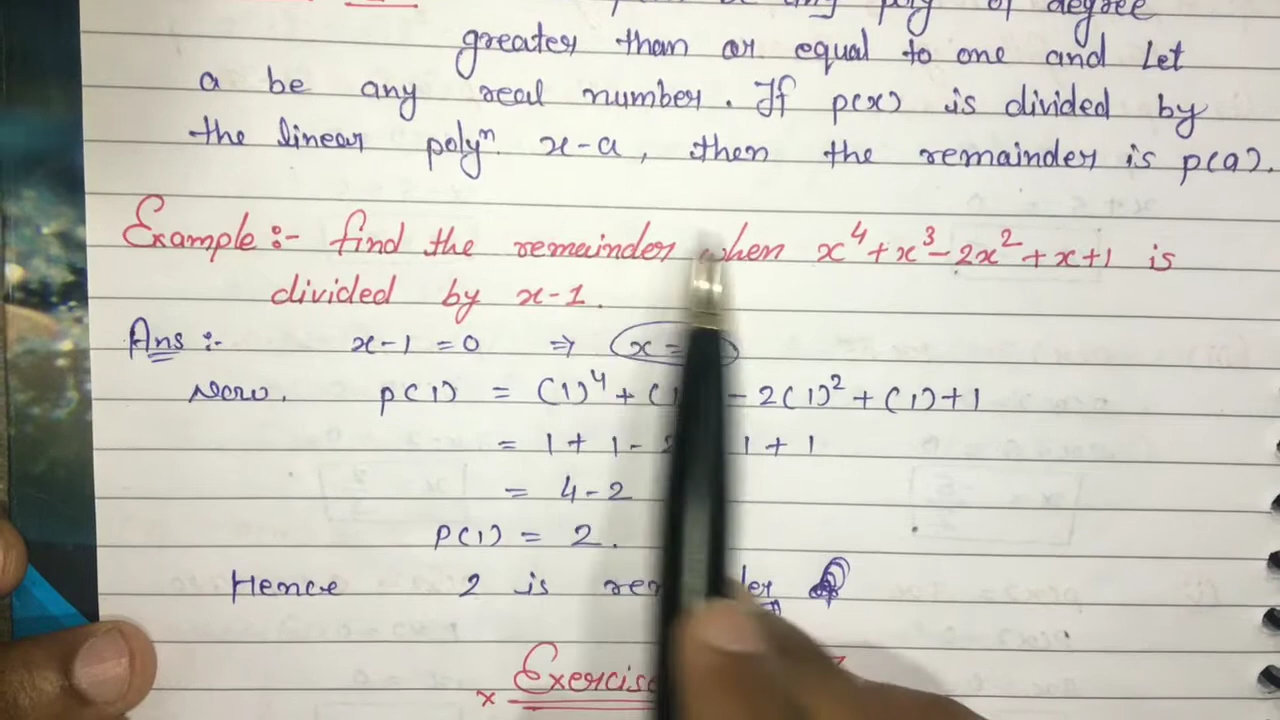 poly of degree
greater than or equal to one and Let
a be any real number. If p(x) is divided by
the linear polyⁿ x-a, then the remainder is p(a).
Example :- find the remainder when x⁴+x³-2x²+x+1 is
divided by x-1.
Ans :- x-1=0 ⇒ x=
Now, p(1) = (1)⁴+( -2(1)²+(1)+1
= 1+1- 1+1
= 4-2
p(1) = 2.
Hence 2 is
x Exercise